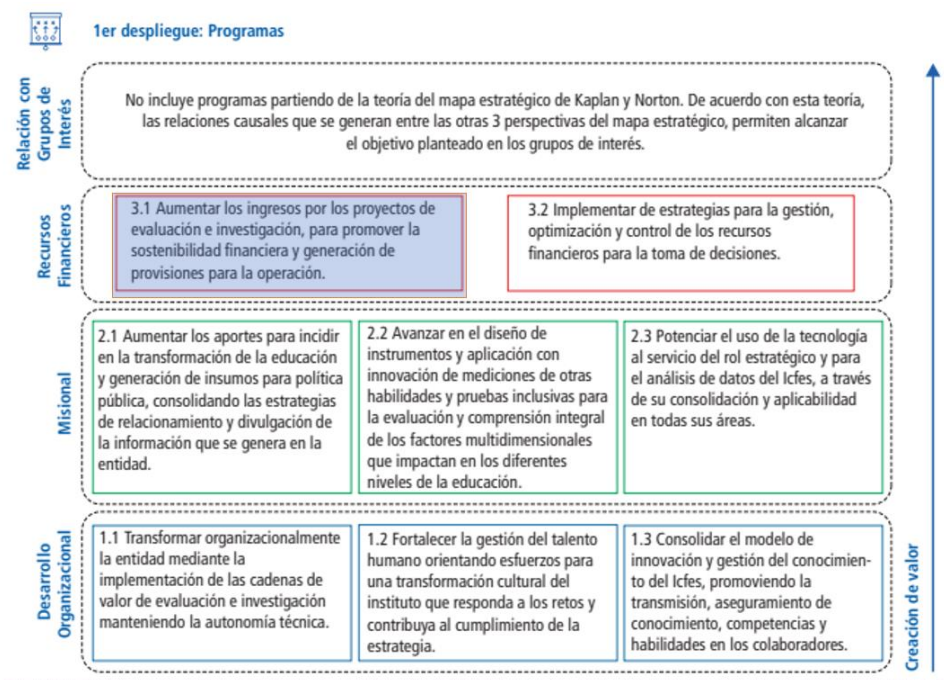 1er despliegue: Programas
Relación con
Grupos de
Interés
No incluye programas partiendo de la teoría del mapa estratégico de Kaplan y Norton. De acuerdo con esta teoría,
las relaciones causales que se generan entre las otras 3 perspectivas del mapa estratégico, permiten alcanzar
el objetivo planteado en los grupos de interés.
Recursos
Financieros
3.1 Aumentar los ingresos por los proyectos de
evaluación e investigación, para promover la
sostenibilidad financiera y generación de
provisiones para la operación.
3.2 Implementar de estrategias para la gestión,
optimización y control de los recursos
financieros para la toma de decisiones.
Misional
2.1 Aumentar los aportes para incidir
en la transformación de la educación
y generación de insumos para política
pública, consolidando las estrategias
de relacionamiento y divulgación de
la información que se genera en la
entidad.
2.2 Avanzar en el diseño de
instrumentos y aplicación con
innovación de mediciones de otras
habilidades y pruebas inclusivas para
la evaluación y comprensión integral
de los factores multidimensionales
que impactan en los diferentes
niveles de la educación.
2.3 Potenciar el uso de la tecnología
al servicio del rol estratégico y para
el análisis de datos del Icfes, a través
de su consolidación y aplicabilidad
en todas sus áreas.
Desarrollo
Organizacional
1.1 Transformar organizacionalmente
la entidad mediante la
implementación de las cadenas de
valor de evaluación e investigación
manteniendo la autonomía técnica.
1.2 Fortalecer la gestión del talento
humano orientando esfuerzos para
una transformación cultural del
instituto que responda a los retos y
contribuya al cumplimiento de la
estrategia.
1.3 Consolidar el modelo de
innovación y gestión del conocimien-
to del Icfes, promoviendo la
transmisión, aseguramiento de
conocimiento, competencias y
habilidades en los colaboradores.
Creación de valor